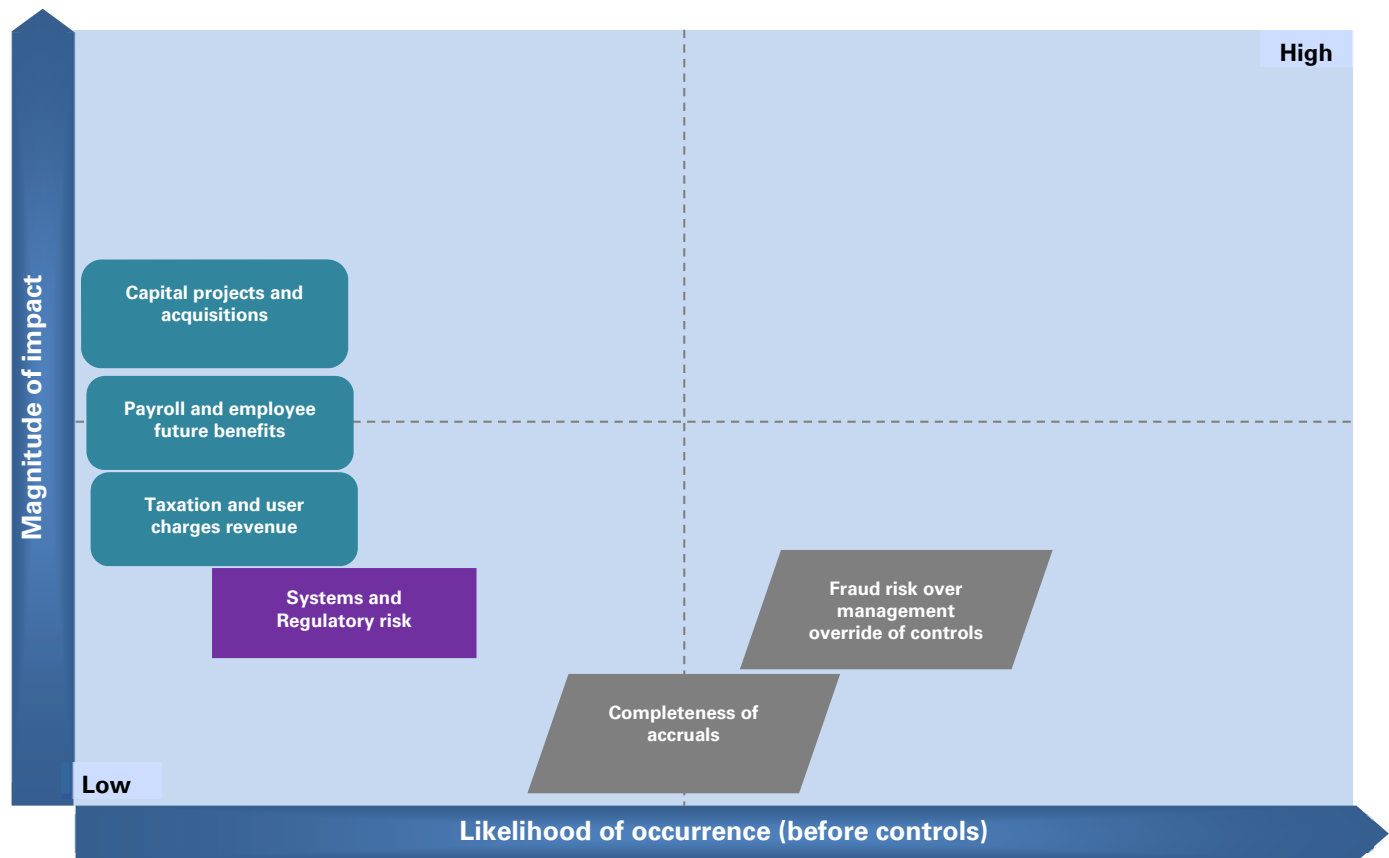 High
Magnitude of impact
Capital projects and
acquisitions
Payroll and employee
future benefits
Taxation and user
charges revenue
Systems and
Regulatory risk
Fraud risk over
management
override of controls
Completeness of
accruals
Low
Likelihood of occurrence (before controls)